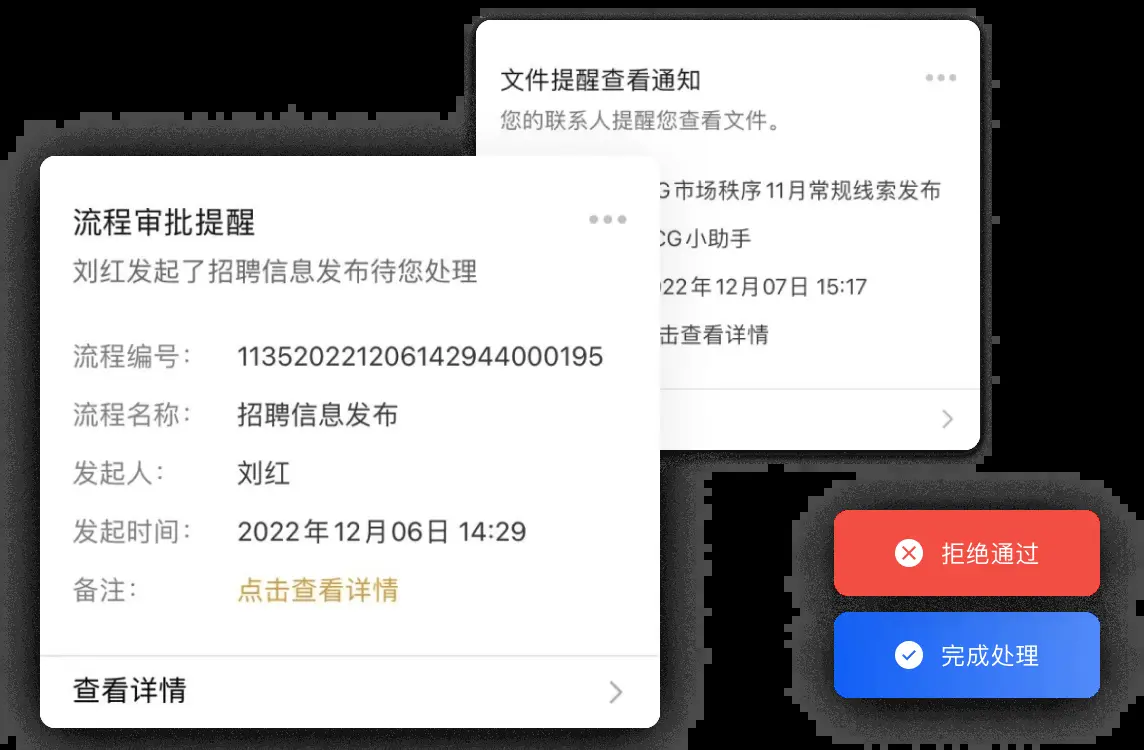 文件提醒查看通知
您的联系人提醒您查看文件。
G市场秩序11月常规线索发布
CG小助手
22年12月07日 15:17
击查看详情
流程审批提醒
刘红发起了招聘信息发布待您处理
流程编号： 113520221206142944000195
流程名称： 招聘信息发布
发起人： 刘红
发起时间： 2022年12月06日 14:29
备注： 点击查看详情
查看详情
拒绝通过
完成处理